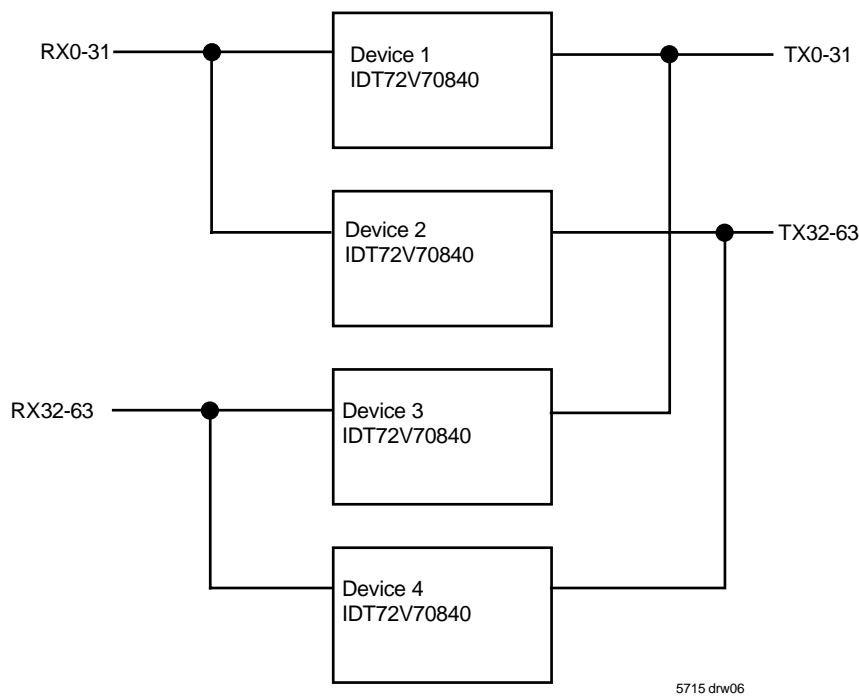 RX0-31
Device 1
IDT72V70840
TX0-31
Device 2
IDT72V70840
TX32-63
RX32-63
Device 3
IDT72V70840
Device 4
IDT72V70840
5715 drw06